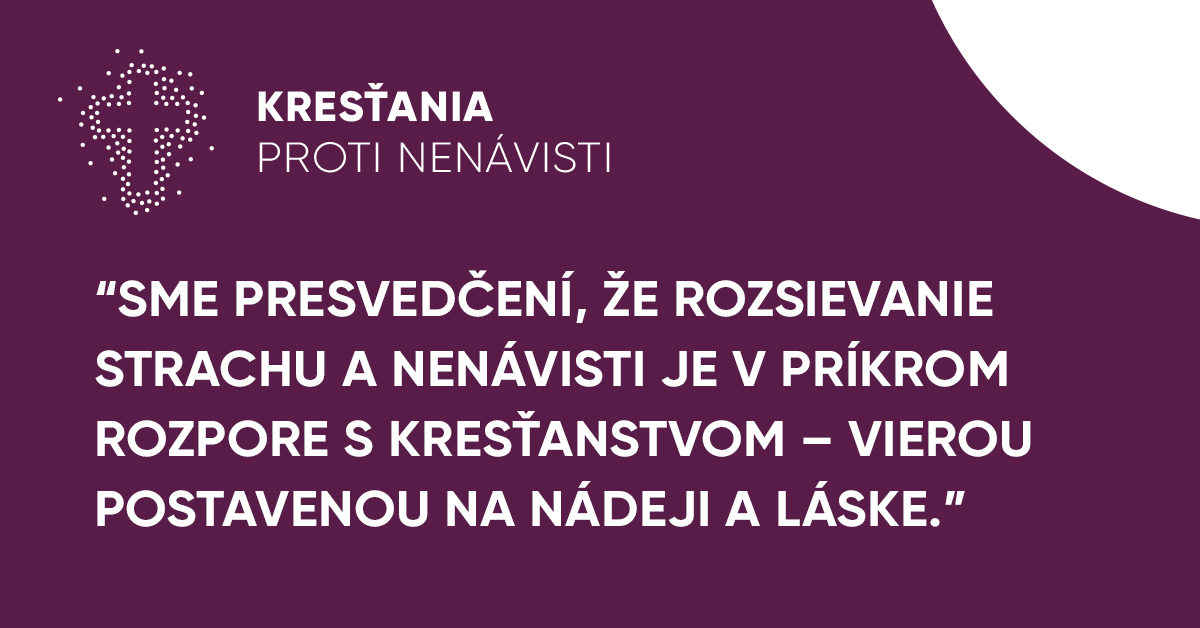 KRESŤANIA
PROTI NENÁVISTI
“SME PRESVEDČENÍ, ŽE ROZSIEVANIE
STRACHU A NENÁVISTI JE V PRÍKROM
ROZPORE S KRESŤANSTVOM – VIEROU
POSTAVENOU NA NÁDEJI A LÁSKE.”